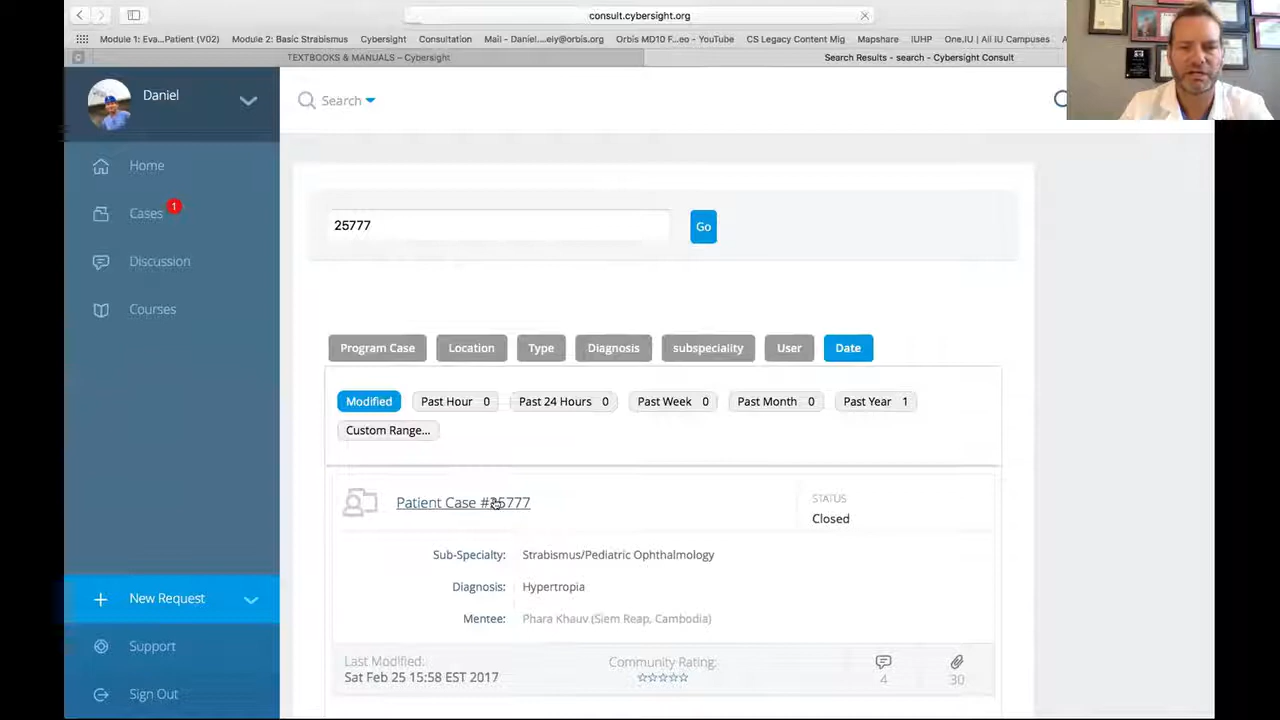 consult.cybersight.org
Module 1: Eva...Patient (V02) Module 2: Basic Strabismus Cybersight Consultation Mail - Daniel....ely@orbis.org Orbis MD10 F...eo - YouTube CS Legacy Content Mig Mapshare IUHP One.IU | All IU Campuses
TEXTBOOKS & MANUALS – Cybersight Search Results - search - Cybersight Consult
Daniel
Search
Home
Cases 1
Discussion
Courses
25777 Go
Program Case Location Type Diagnosis subspeciality User Date
Modified Past Hour 0 Past 24 Hours 0 Past Week 0 Past Month 0 Past Year 1
Custom Range...
Patient Case #25777
STATUS
Closed
Sub-Specialty: Strabismus/Pediatric Ophthalmology
Diagnosis: Hypertropia
Mentee: Phara Khauv (Siem Reap, Cambodia)
Last Modified: Community Rating:
Sat Feb 25 15:58 EST 2017 4 30
New Request
Support
Sign Out